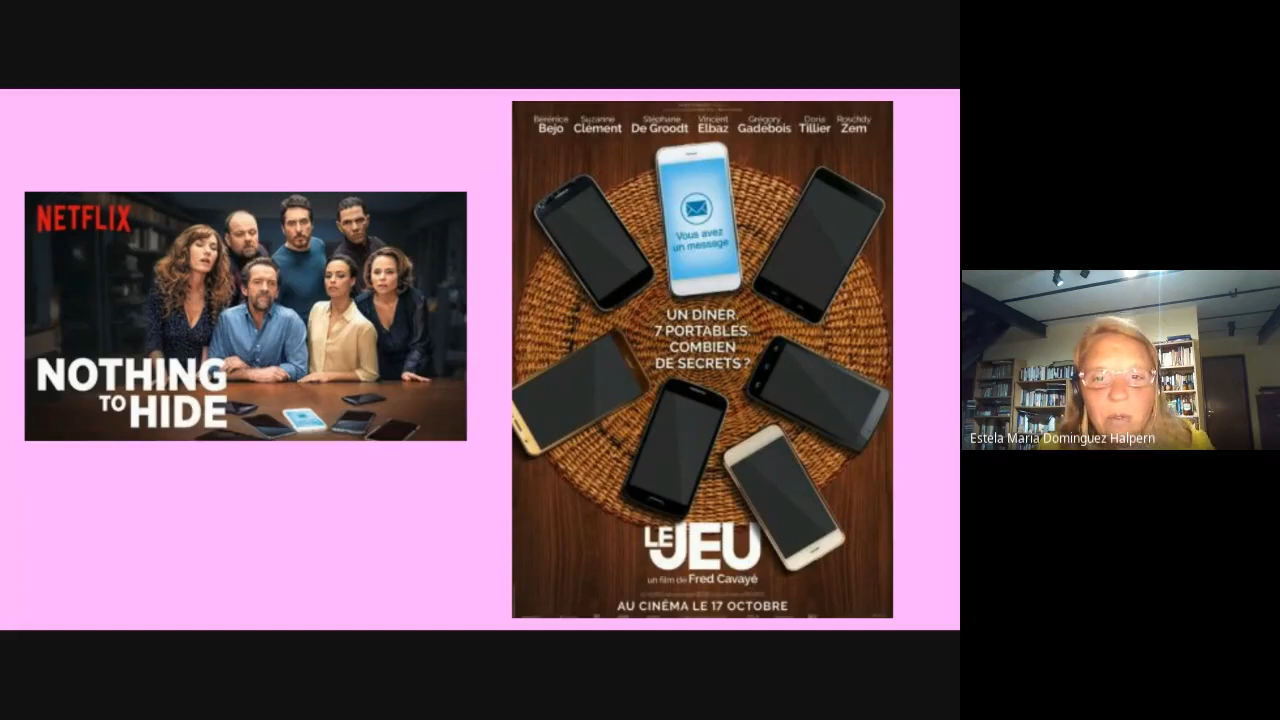 NETFLIX
NOTHING
TO HIDE
Bérénice Suzanne Stéphane Vincent Grégory Doria Roschdy
Bejo Clément De Groodt Elbaz Gadebois Tillier Zem
Vous avez
un message
UN DÎNER.
7 PORTABLES.
COMBIEN
DE SECRETS ?
LE JEU
un film de Fred Cavayé
AU CINÉMA LE 17 OCTOBRE
Estela María Dominguez Halpern